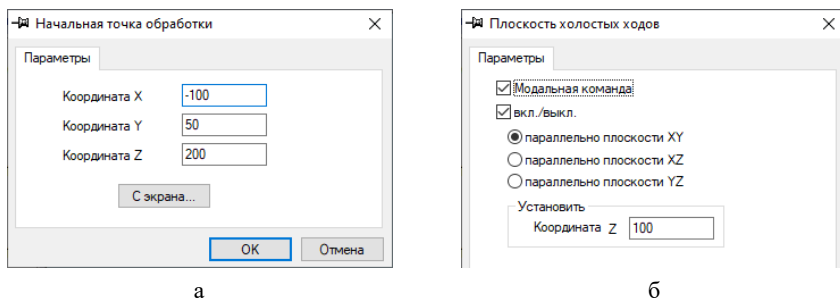 Начальная точка обработки
Параметры
Координата X -100
Координата Y 50
Координата Z 200
С экрана...
OK Отмена
а
Плоскость холостых ходов
Параметры
Модальная команда
вкл./выкл.
параллельно плоскости XY
параллельно плоскости XZ
параллельно плоскости YZ
Установить
Координата Z 100
б